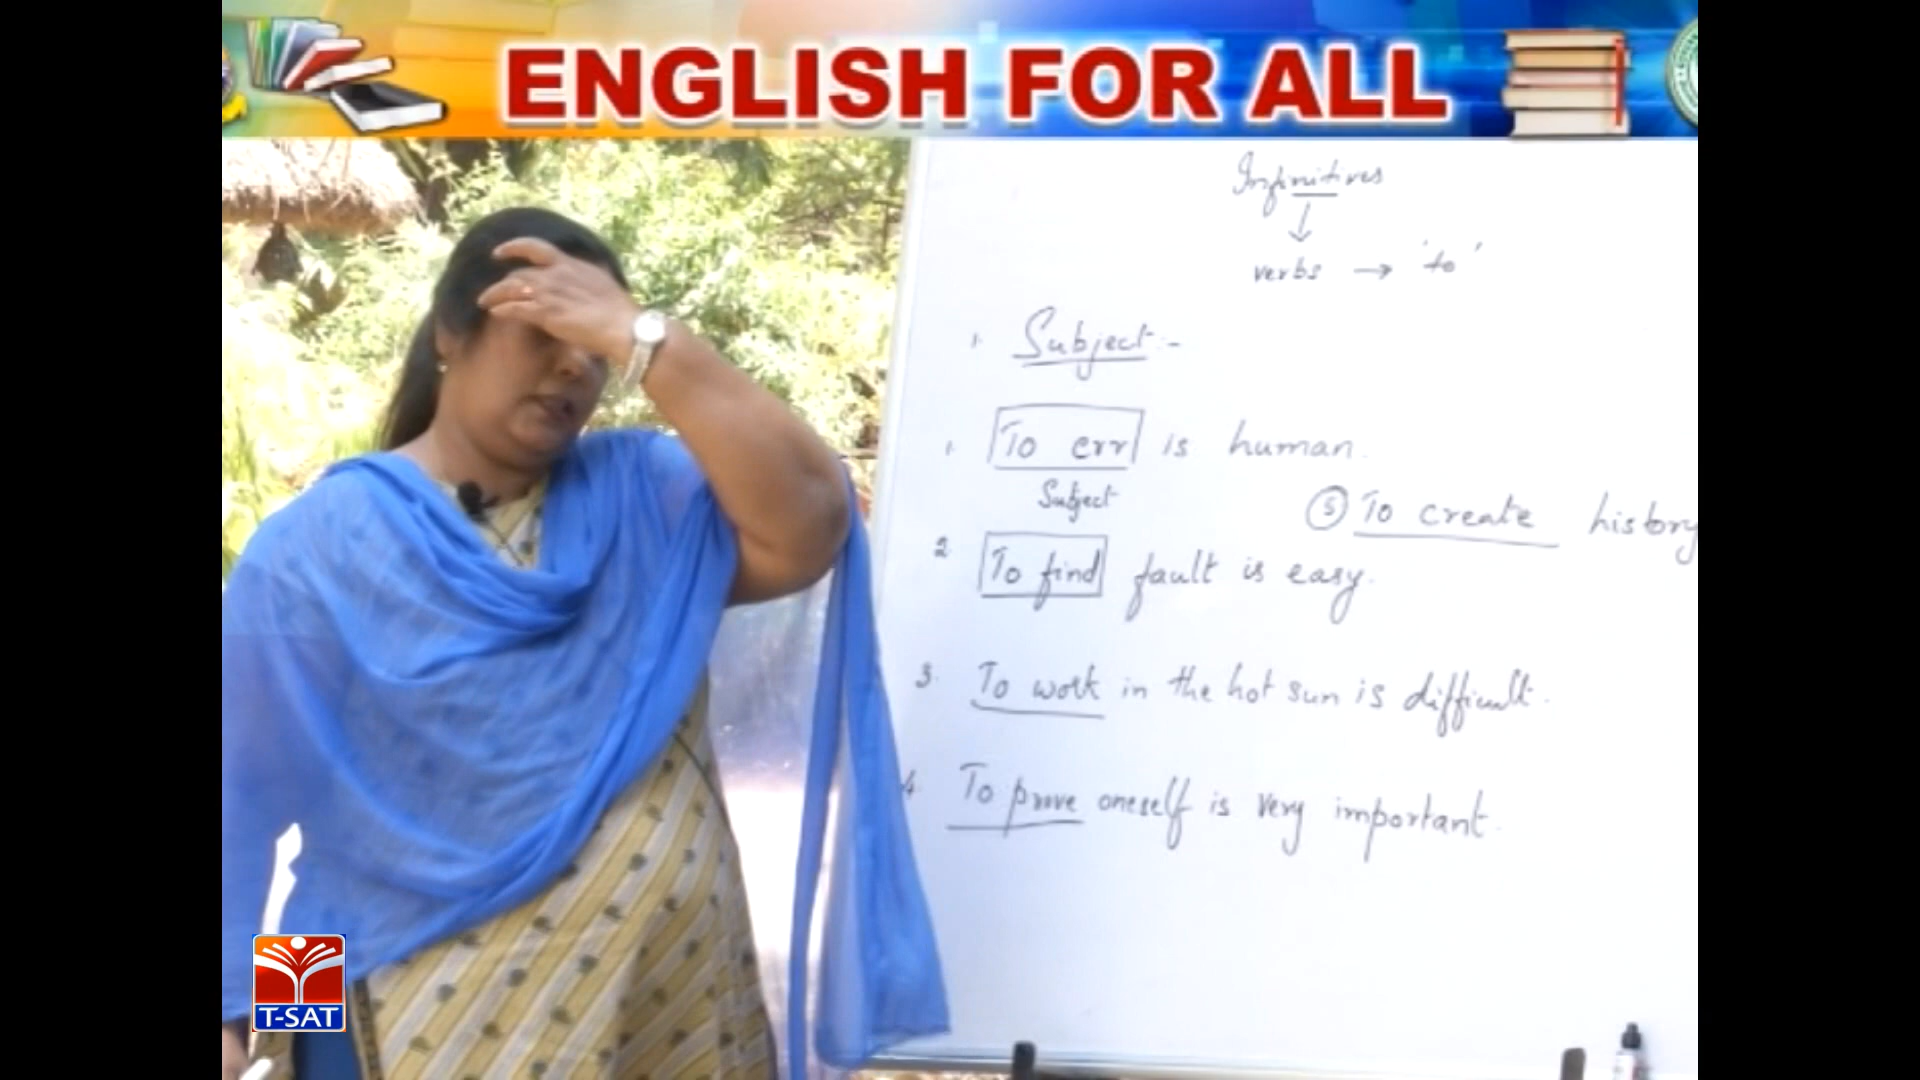 ENGLISH FOR ALL
Infinitives
verbs → 'to'
1. Subject:-
1. To err is human.
Subject
5 To create history
2. To find fault is easy.
3. To work in the hot sun is difficult.
4. To prove oneself is very important.
T-SAT